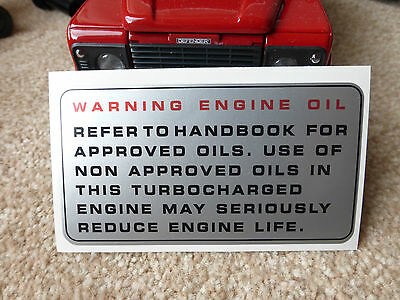 DEFENDER
WARNING ENGINE OIL
REFER TO HANDBOOK FOR
APPROVED OILS. USE OF
NON APPROVED OILS IN
THIS TURBOCHARGED
ENGINE MAY SERIOUSLY
REDUCE ENGINE LIFE.